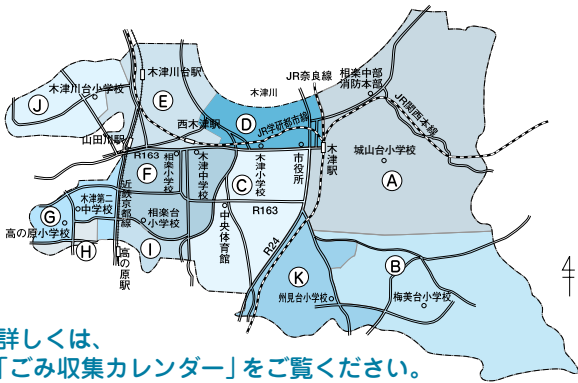 木津川台駅
木津川
JR奈良線
相楽中部
消防本部
木津川台小学校
J
E
D
JR学研都市線
JR関西本線
西木津駅
山田川駅
R163
相楽小学校
木津中学校
木津小学校
市役所
木津駅
城山台小学校
A
F
C
木津第二
中学校
近鉄京都線
相楽台
小学校
中央体育館
R163
G
高の原小学校
H
I
高の原駅
R24
K
B
州見台小学校
梅美台小学校
詳しくは、
「ごみ収集カレンダー」をご覧ください。